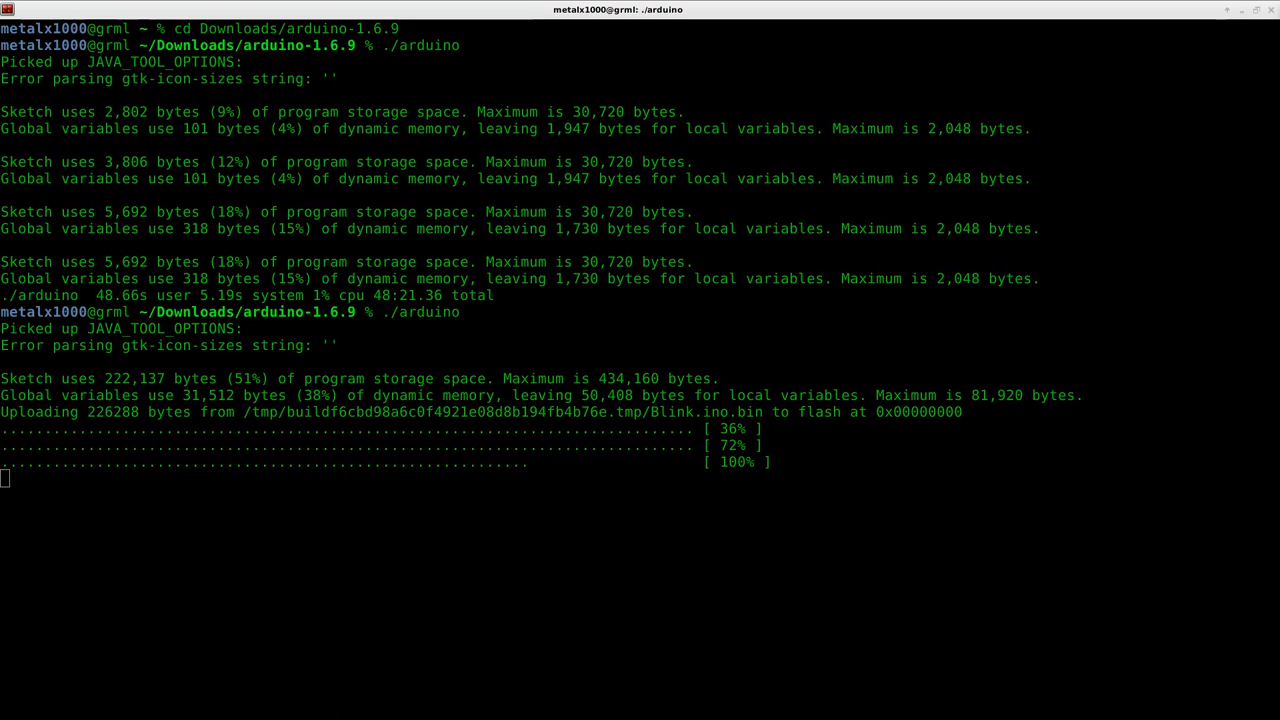 metalx1000@grml: ./arduino
metalx1000@grml ~ % cd Downloads/arduino-1.6.9
metalx1000@grml ~/Downloads/arduino-1.6.9 % ./arduino
Picked up JAVA_TOOL_OPTIONS:
Error parsing gtk-icon-sizes string: ''
Sketch uses 2,802 bytes (9%) of program storage space. Maximum is 30,720 bytes.
Global variables use 101 bytes (4%) of dynamic memory, leaving 1,947 bytes for local variables. Maximum is 2,048 bytes.
Sketch uses 3,806 bytes (12%) of program storage space. Maximum is 30,720 bytes.
Global variables use 101 bytes (4%) of dynamic memory, leaving 1,947 bytes for local variables. Maximum is 2,048 bytes.
Sketch uses 5,692 bytes (18%) of program storage space. Maximum is 30,720 bytes.
Global variables use 318 bytes (15%) of dynamic memory, leaving 1,730 bytes for local variables. Maximum is 2,048 bytes.
Sketch uses 5,692 bytes (18%) of program storage space. Maximum is 30,720 bytes.
Global variables use 318 bytes (15%) of dynamic memory, leaving 1,730 bytes for local variables. Maximum is 2,048 bytes.
./arduino  48.66s user 5.19s system 1% cpu 48:21.36 total
metalx1000@grml ~/Downloads/arduino-1.6.9 % ./arduino
Picked up JAVA_TOOL_OPTIONS:
Error parsing gtk-icon-sizes string: ''
Sketch uses 222,137 bytes (51%) of program storage space. Maximum is 434,160 bytes.
Global variables use 31,512 bytes (38%) of dynamic memory, leaving 50,408 bytes for local variables. Maximum is 81,920 bytes.
Uploading 226288 bytes from /tmp/buildf6cbd98a6c0f4921e08d8b194fb4b76e.tmp/Blink.ino.bin to flash at 0x00000000
................................................................................ [ 36% ]
................................................................................ [ 72% ]
.............................................................                    [ 100% ]